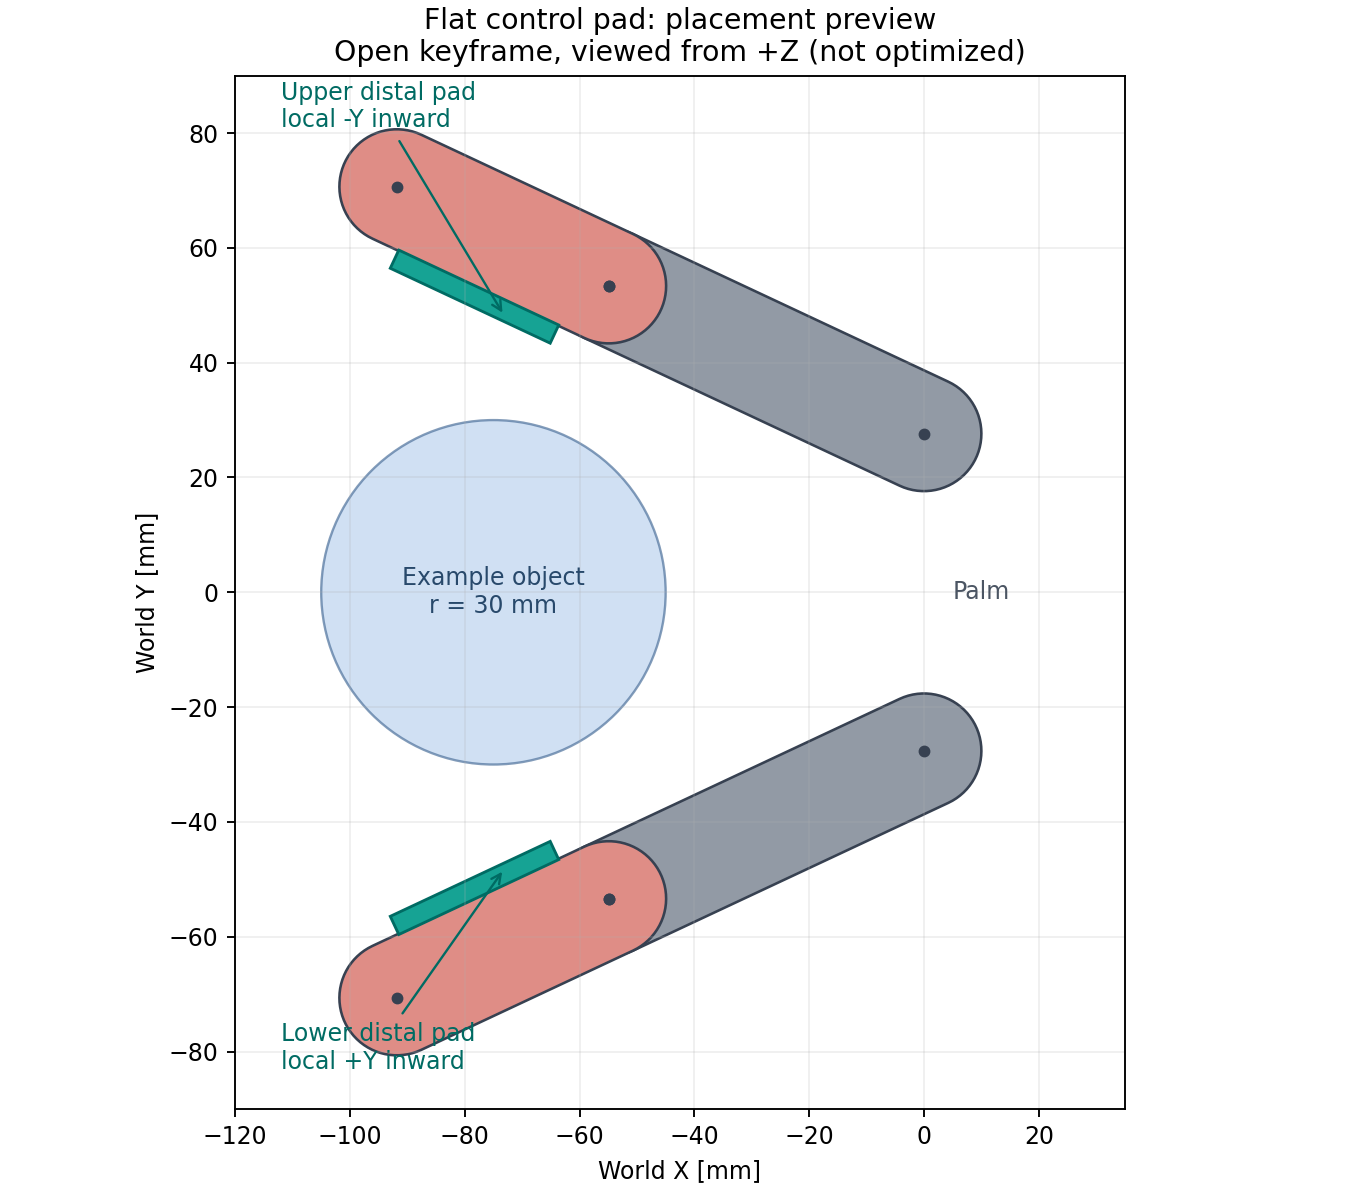 Flat control pad: placement preview
Open keyframe, viewed from +Z (not optimized)
Upper distal pad
local -Y inward
80
60
40
20
0
−20
−40
−60
−80
World Y [mm]
Example object
r = 30 mm
Palm
Lower distal pad
local +Y inward
−120
−100
−80
−60
−40
−20
0
20
World X [mm]